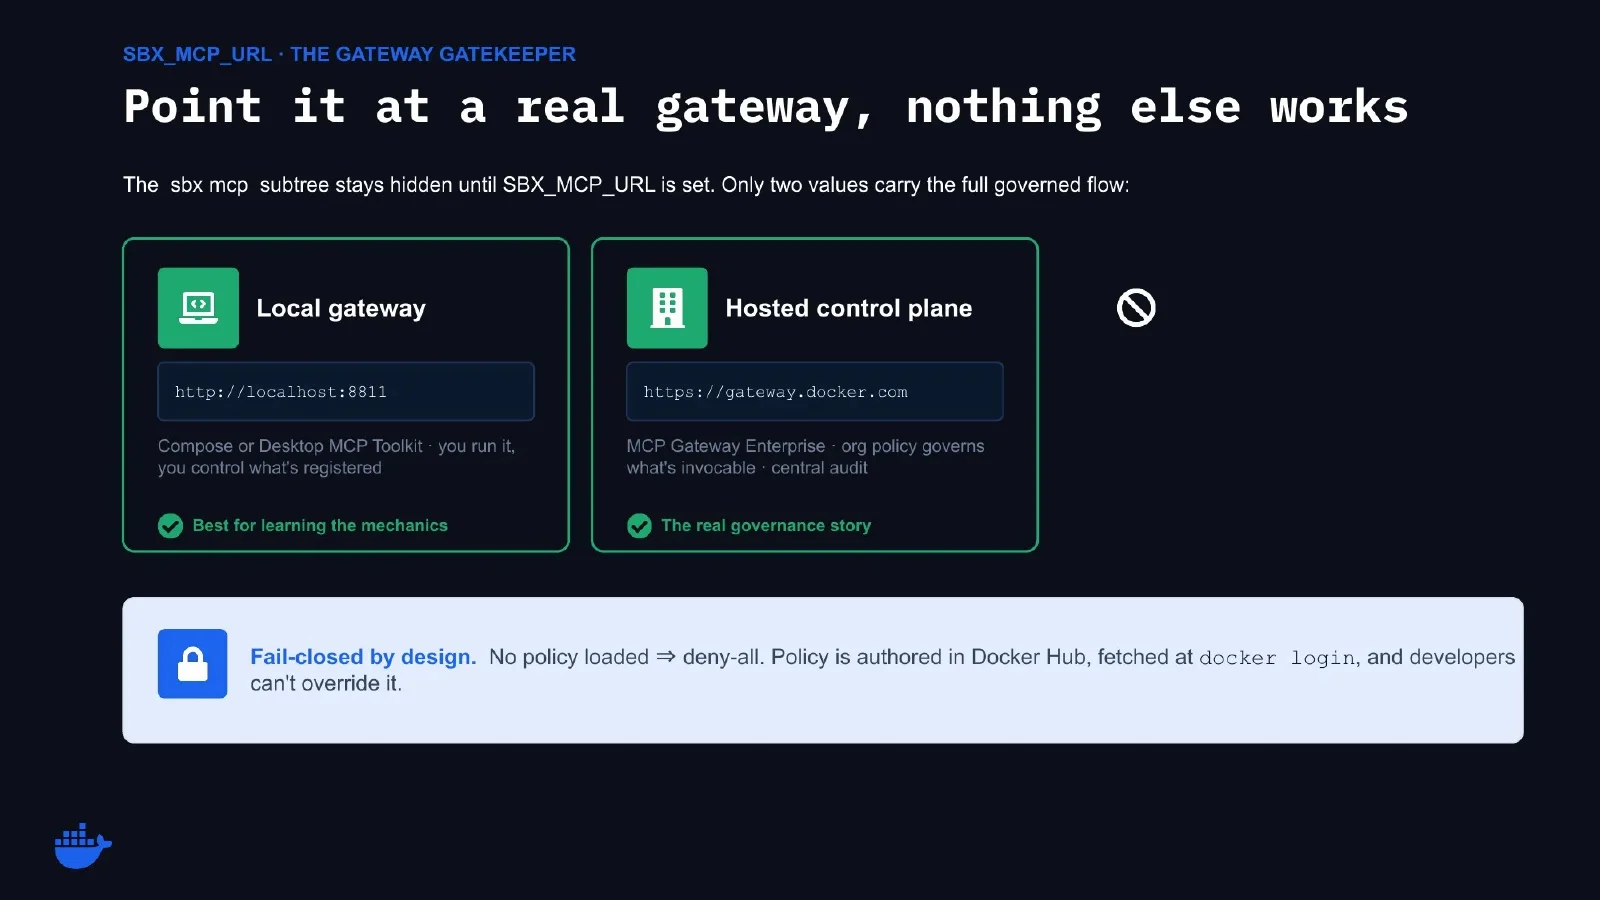 SBX_MCP_URL · THE GATEWAY GATEKEEPER
Point it at a real gateway, nothing else works
The sbx mcp subtree stays hidden until SBX_MCP_URL is set. Only two values carry the full governed flow:
Local gateway
http://localhost:8811
Compose or Desktop MCP Toolkit · you run it,
you control what's registered
Best for learning the mechanics
Hosted control plane
https://gateway.docker.com
MCP Gateway Enterprise · org policy governs
what's invocable · central audit
The real governance story
Fail-closed by design. No policy loaded ⇒ deny-all. Policy is authored in Docker Hub, fetched at docker login, and developers
can't override it.